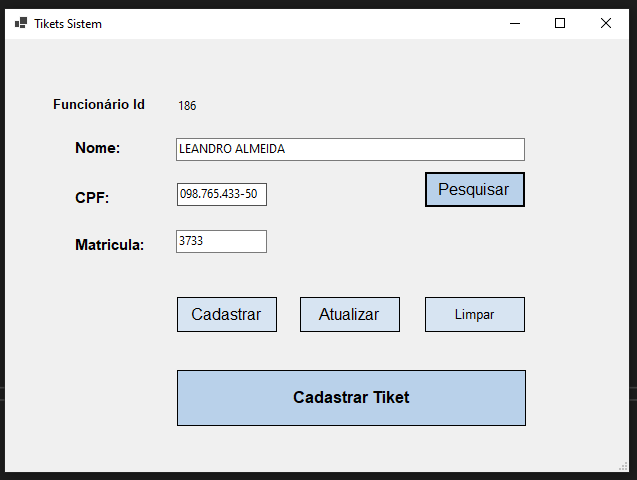 Tikets Sistem
Funcionário Id 186
Nome: LEANDRO ALMEIDA
Pesquisar
CPF: 098.765.433-50
Matricula: 3733
Cadastrar Atualizar Limpar
Cadastrar Tiket